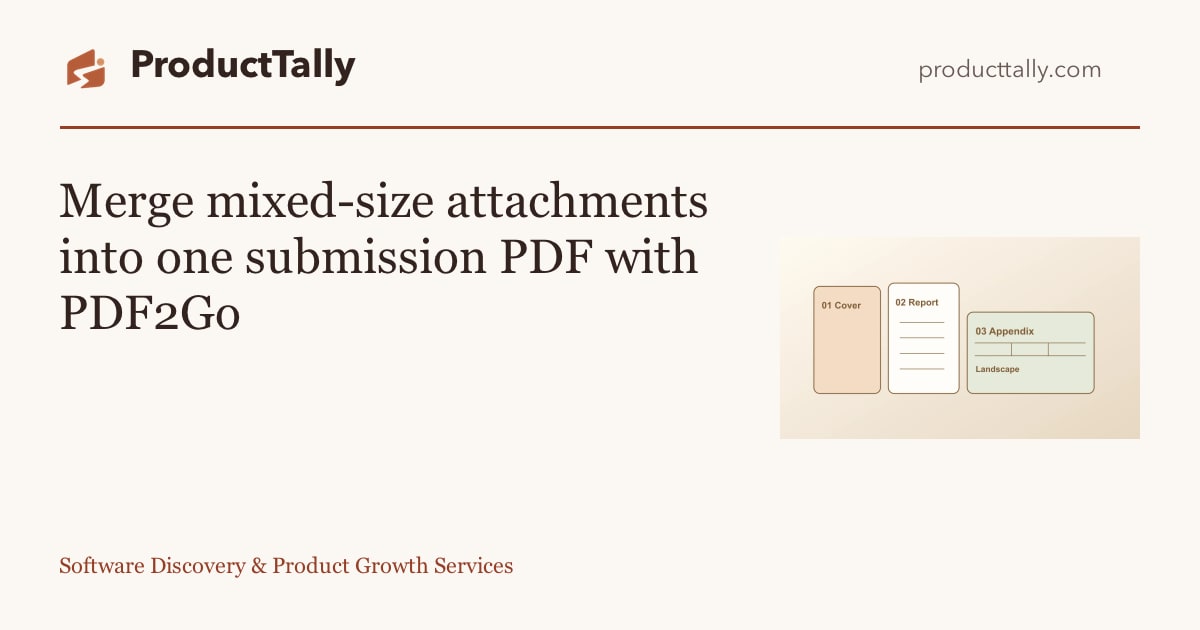 ProductTally
producttally.com
Merge mixed-size attachments
into one submission PDF with
PDF2Go
01 Cover
02 Report
03 Appendix
Landscape
Software Discovery & Product Growth Services